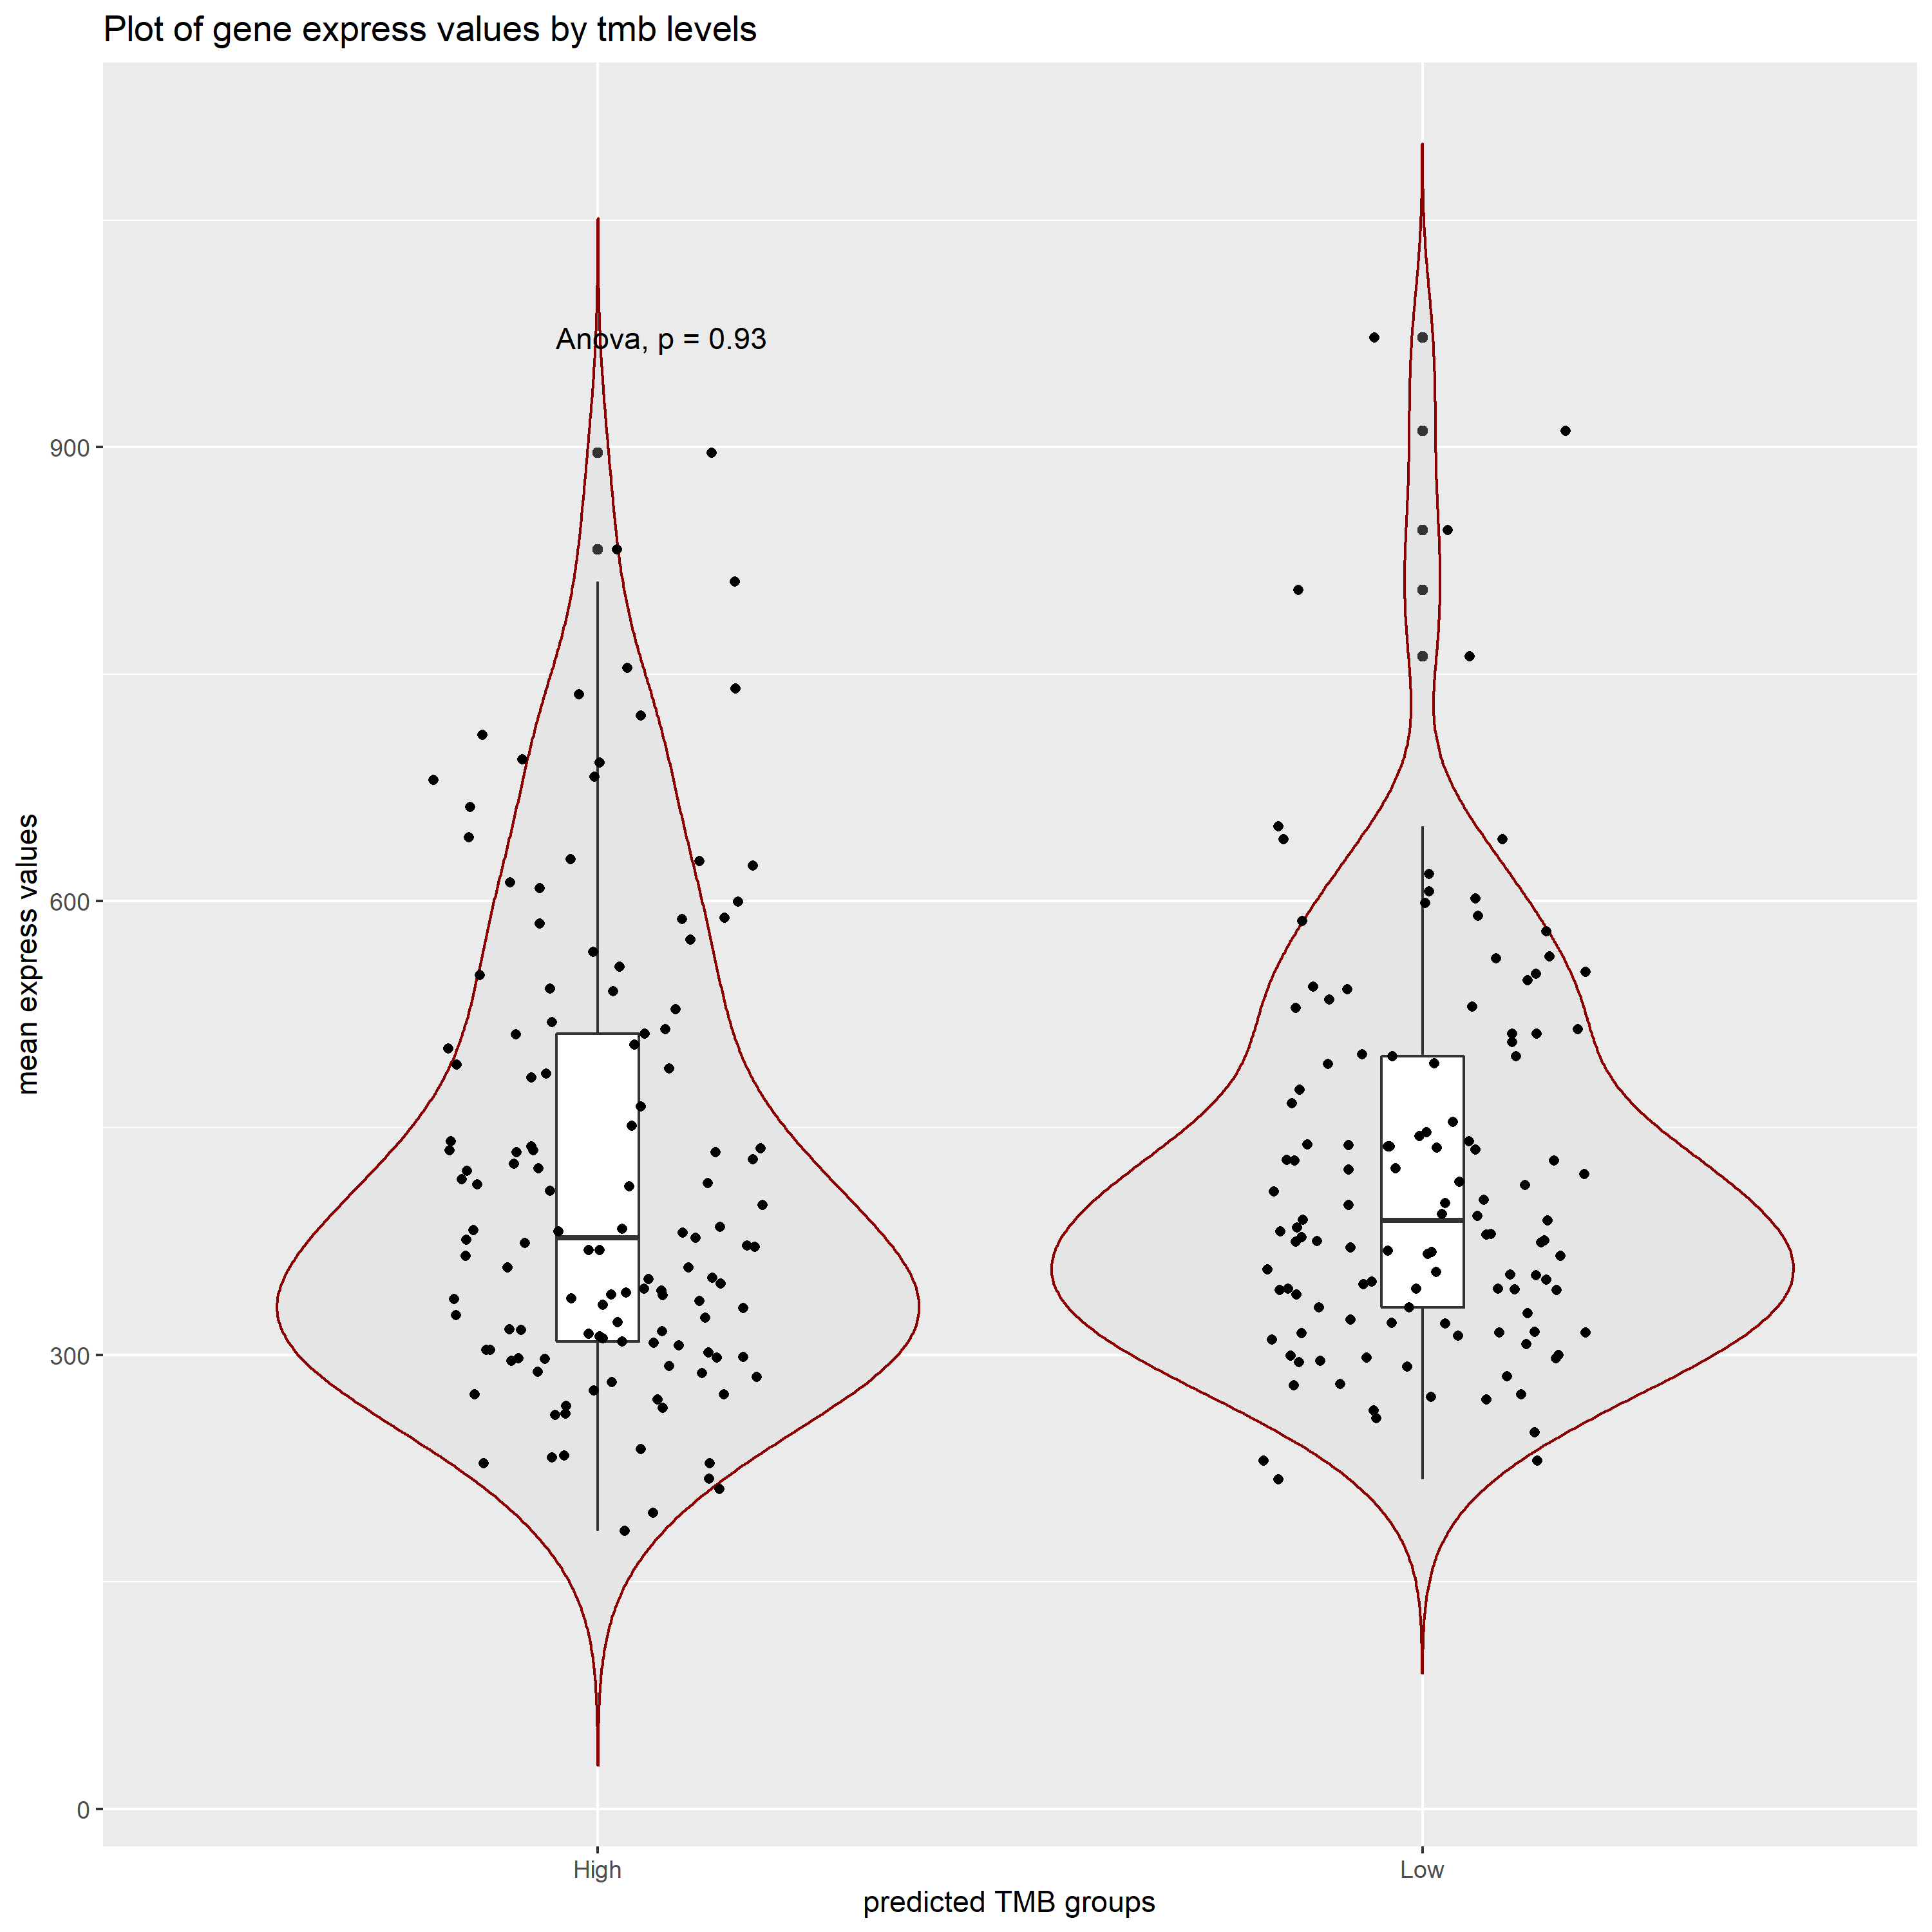 Plot of gene express values by tmb levels
Anova, p = 0.93
900
600
300
0
mean express values
High
Low
predicted TMB groups